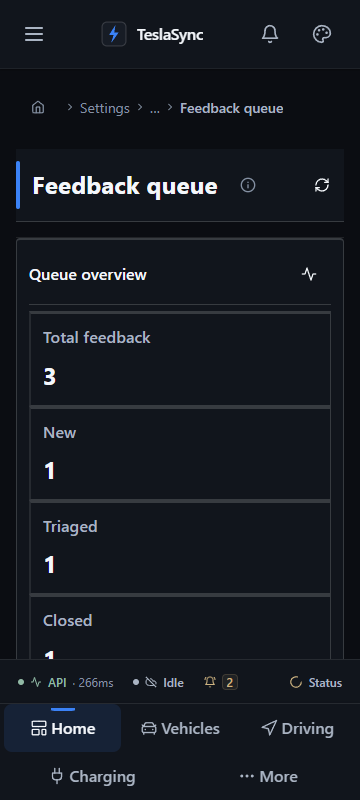 TeslaSync
Settings > ... > Feedback queue
Feedback queue
Queue overview
Total feedback
3
New
1
Triaged
1
Closed
1
API · 266ms Idle 2 Status
Home Vehicles Driving
Charging More